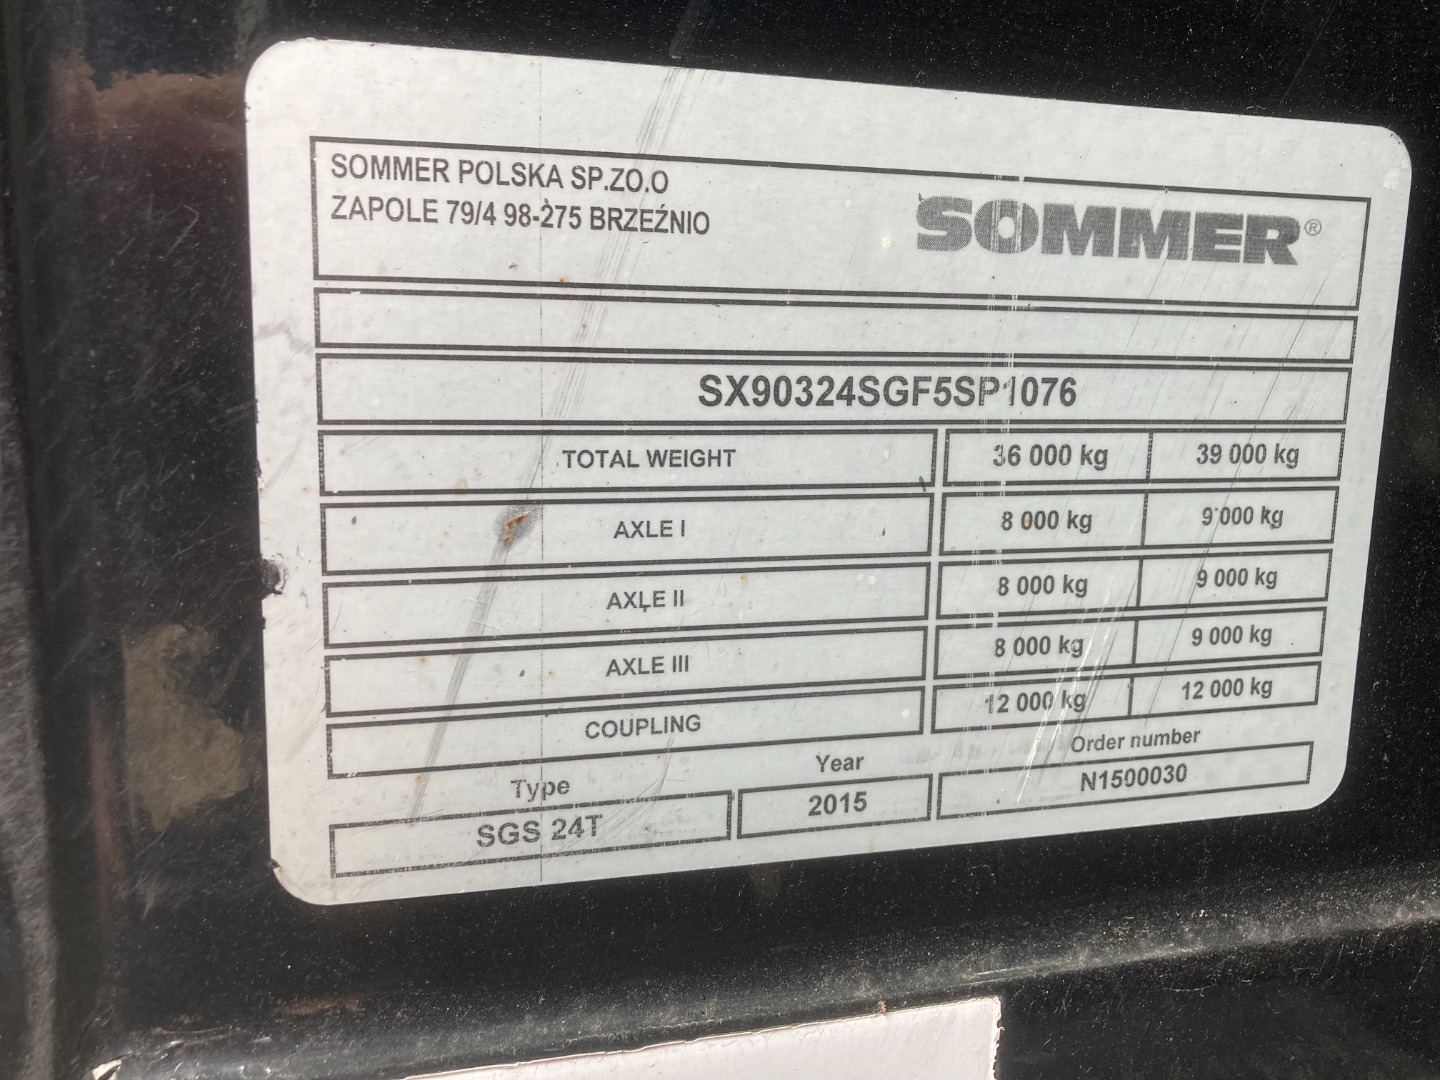 SOMMER POLSKA SP.ZO.O
ZAPOLE 79/4 98-275 BRZEŹNIO
SOMMER®
SX90324SGF5SP1076
TOTAL WEIGHT 36 000 kg 39 000 kg
AXLE I 8 000 kg 9 000 kg
AXLE II 8 000 kg 9 000 kg
AXLE III 8 000 kg 9 000 kg
COUPLING 12 000 kg 12 000 kg
Type Year Order number
SGS 24T 2015 N1500030